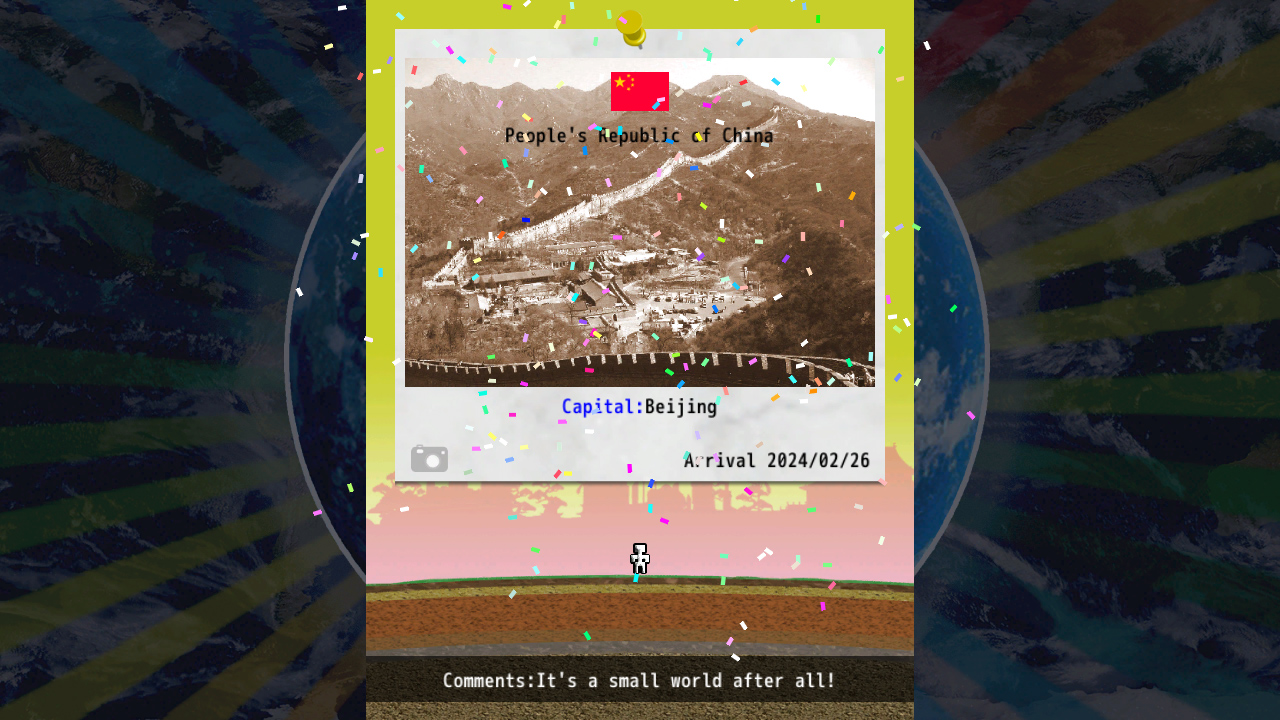 People's Republic of China
Capital:Beijing
Arrival 2024/02/26
Comments:It's a small world after all!